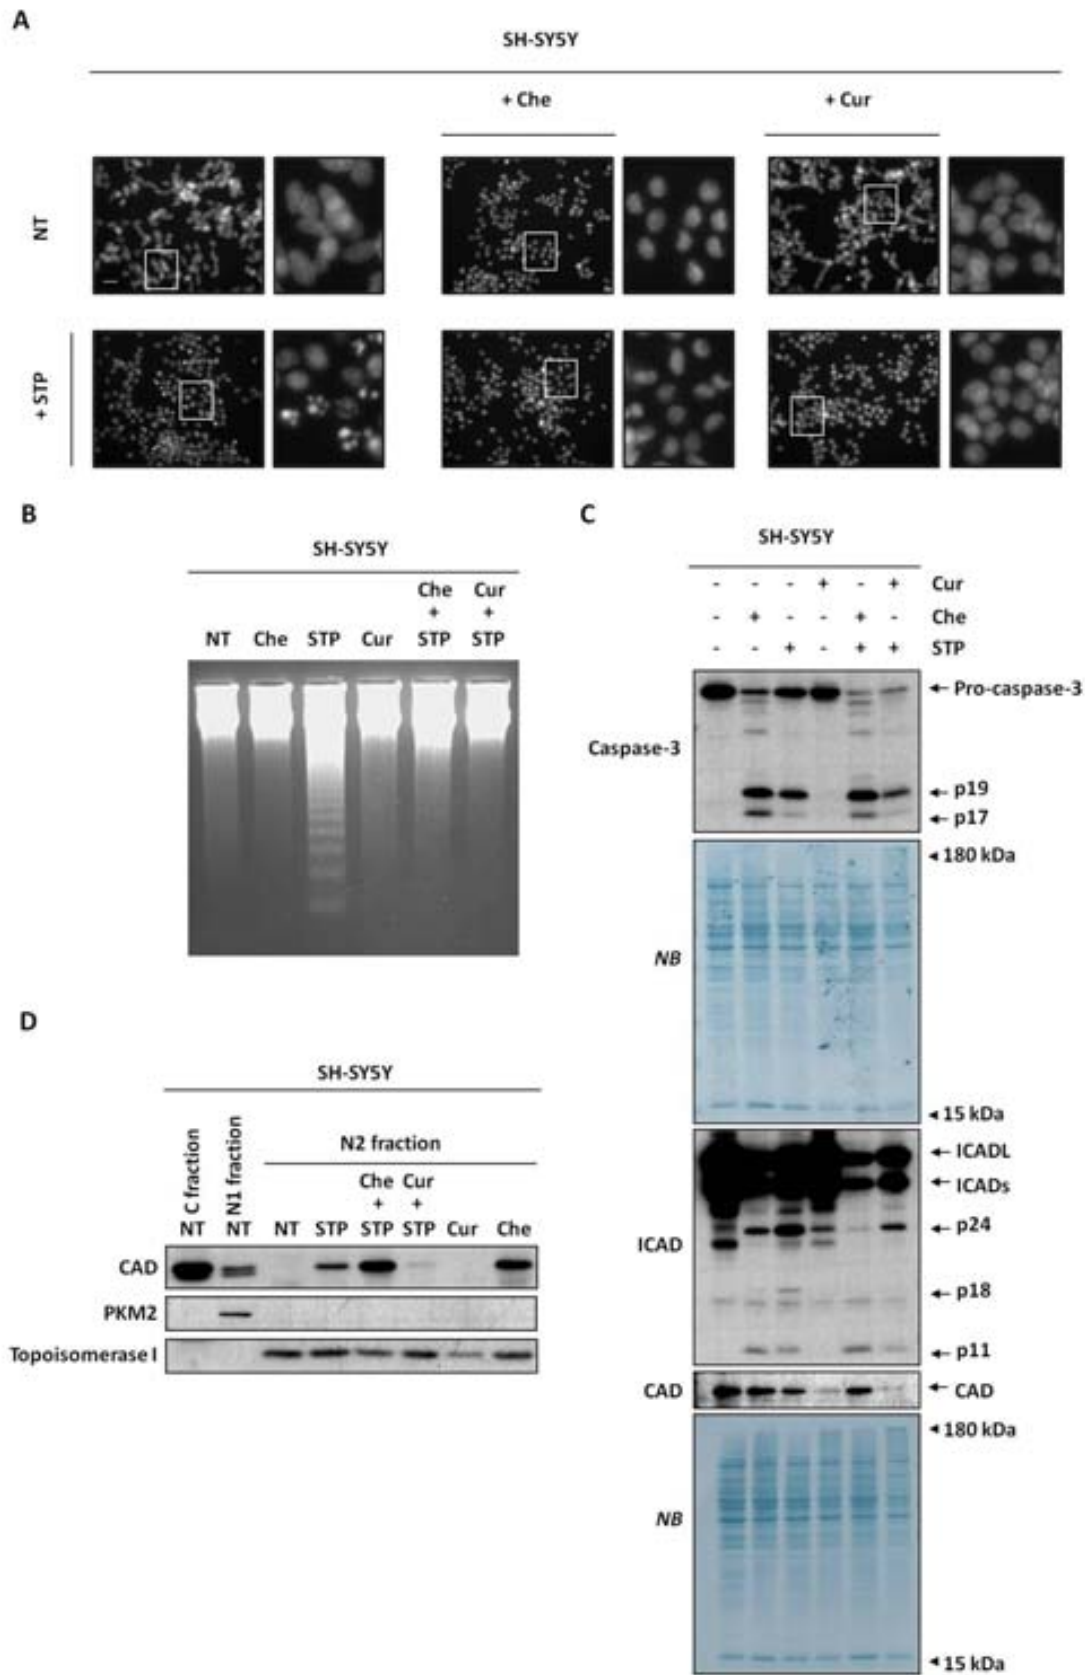 A
SH-SY5Y
+ Che
+ Cur
NT
+ STP
B
SH-SY5Y
Che Cur
+ +
NT Che STP Cur STP STP
C
SH-SY5Y
- - - + - + Cur
- + - - + - Che
- - + - + + STP
Pro-caspase-3
Caspase-3
p19
p17
180 kDa
NB
15 kDa
ICADL
ICADs
p24
ICAD
p18
p11
CAD CAD
180 kDa
NB
15 kDa
D
SH-SY5Y
C fraction
N1 fraction
N2 fraction
Che Cur
+ +
NT NT NT STP STP STP Cur Che
CAD
PKM2
Topoisomerase I